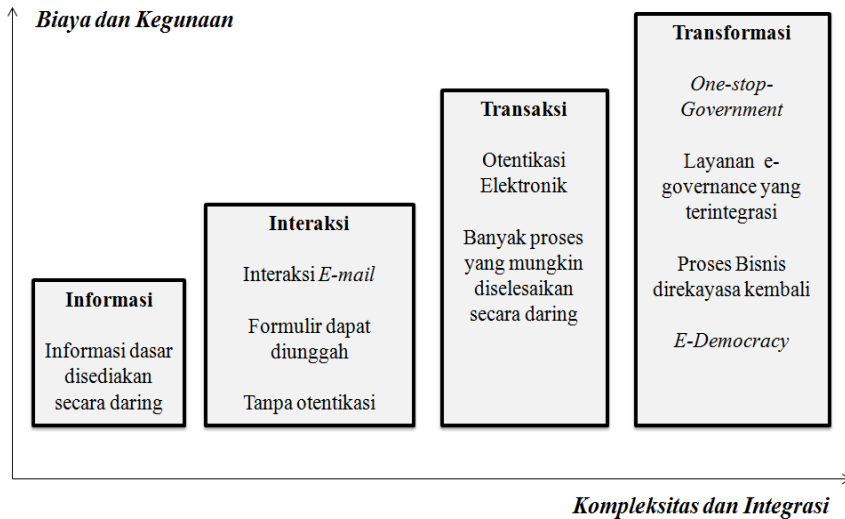 Biaya dan Kegunaan
Informasi
Informasi dasar
disediakan
secara daring
Interaksi
Interaksi E-mail
Formulir dapat
diunggah
Tanpa otentikasi
Transaksi
Otentikasi
Elektronik
Banyak proses
yang mungkin
diselesaikan
secara daring
Transformasi
One-stop-
Government
Layanan e-
governance yang
terintegrasi
Proses Bisnis
direkayasa kembali
E-Democracy
Kompleksitas dan Integrasi